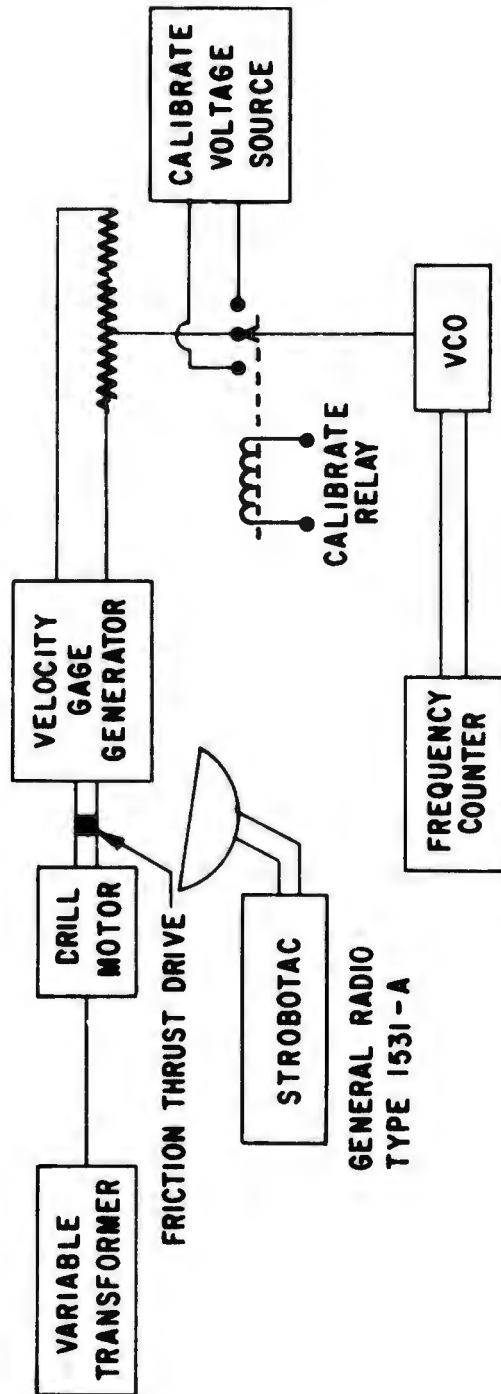 VARIABLE
TRANSFORMER
DRILL
MOTOR
VELOCITY
GAGE
GENERATOR
FRICTION THRUST DRIVE
STROBOTAC
GENERAL RADIO
TYPE 1531-A
CALIBRATE
VOLTAGE
SOURCE
CALIBRATE
RELAY
VCO
FREQUENCY
COUNTER